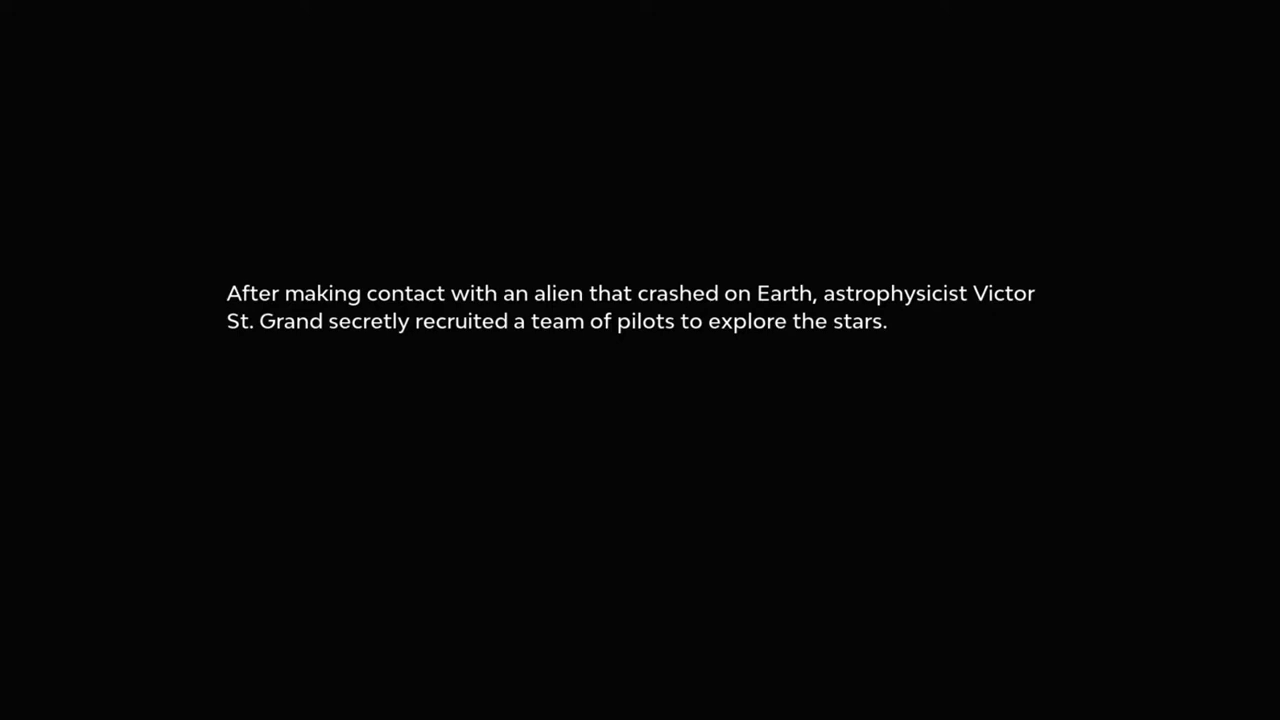 After making contact with an alien that crashed on Earth, astrophysicist Victor
St. Grand secretly recruited a team of pilots to explore the stars.